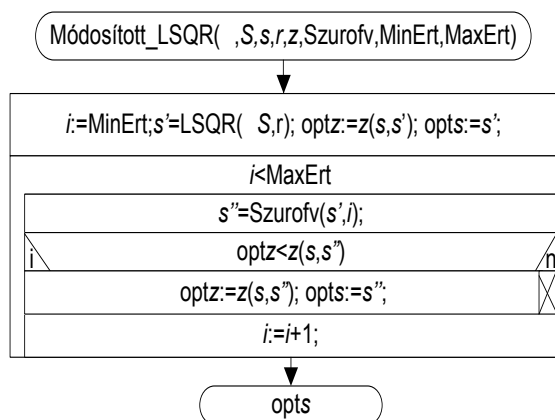 Módosított_LSQR( ,S,s,r,z,Szurofv,MinErt,MaxErt)
i:=MinErt;s’=LSQR( S,r); optz:=z(s,s’); opts:=s’;
i<MaxErt
s’’=Szurofv(s’,i);
i optz<z(s,s’’) n
optz:=z(s,s’’); opts:=s’’;
i:=i+1;
opts